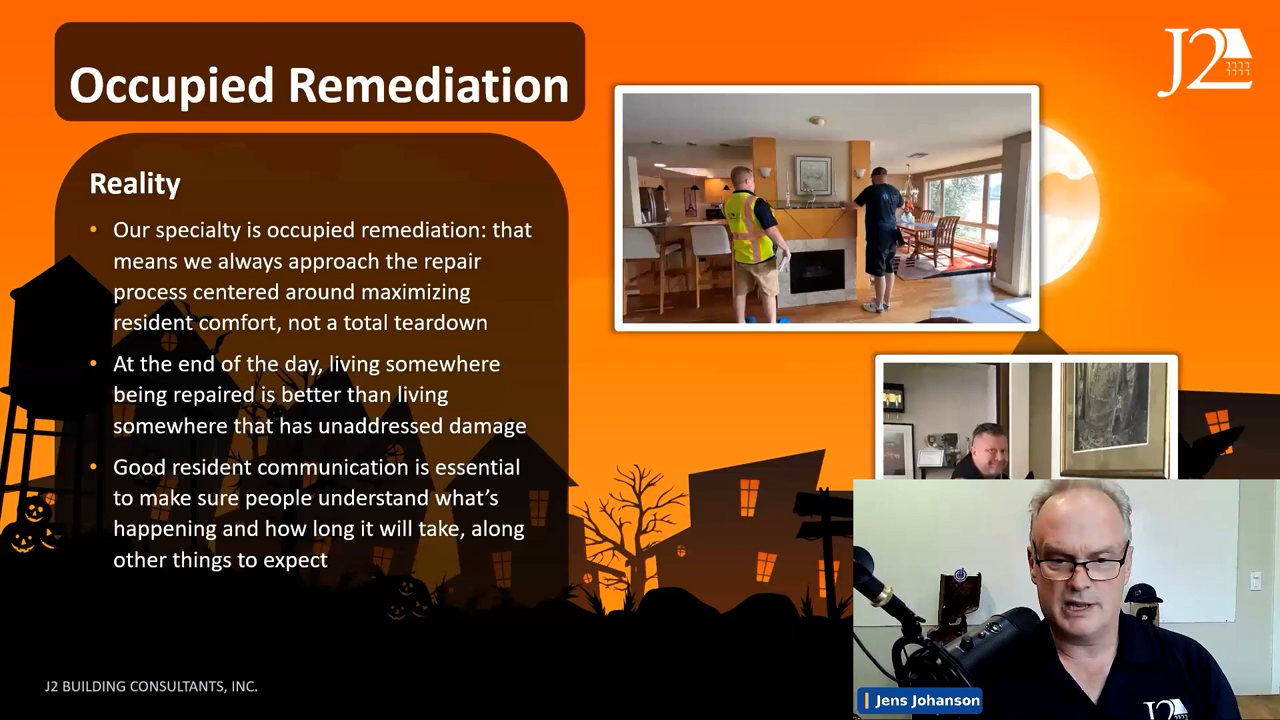 Occupied Remediation
J2
Reality
• Our specialty is occupied remediation: that
means we always approach the repair
process centered around maximizing
resident comfort, not a total teardown
• At the end of the day, living somewhere
being repaired is better than living
somewhere that has unaddressed damage
• Good resident communication is essential
to make sure people understand what's
happening and how long it will take, along
other things to expect
J2 BUILDING CONSULTANTS, INC.
Jens Johanson
J2